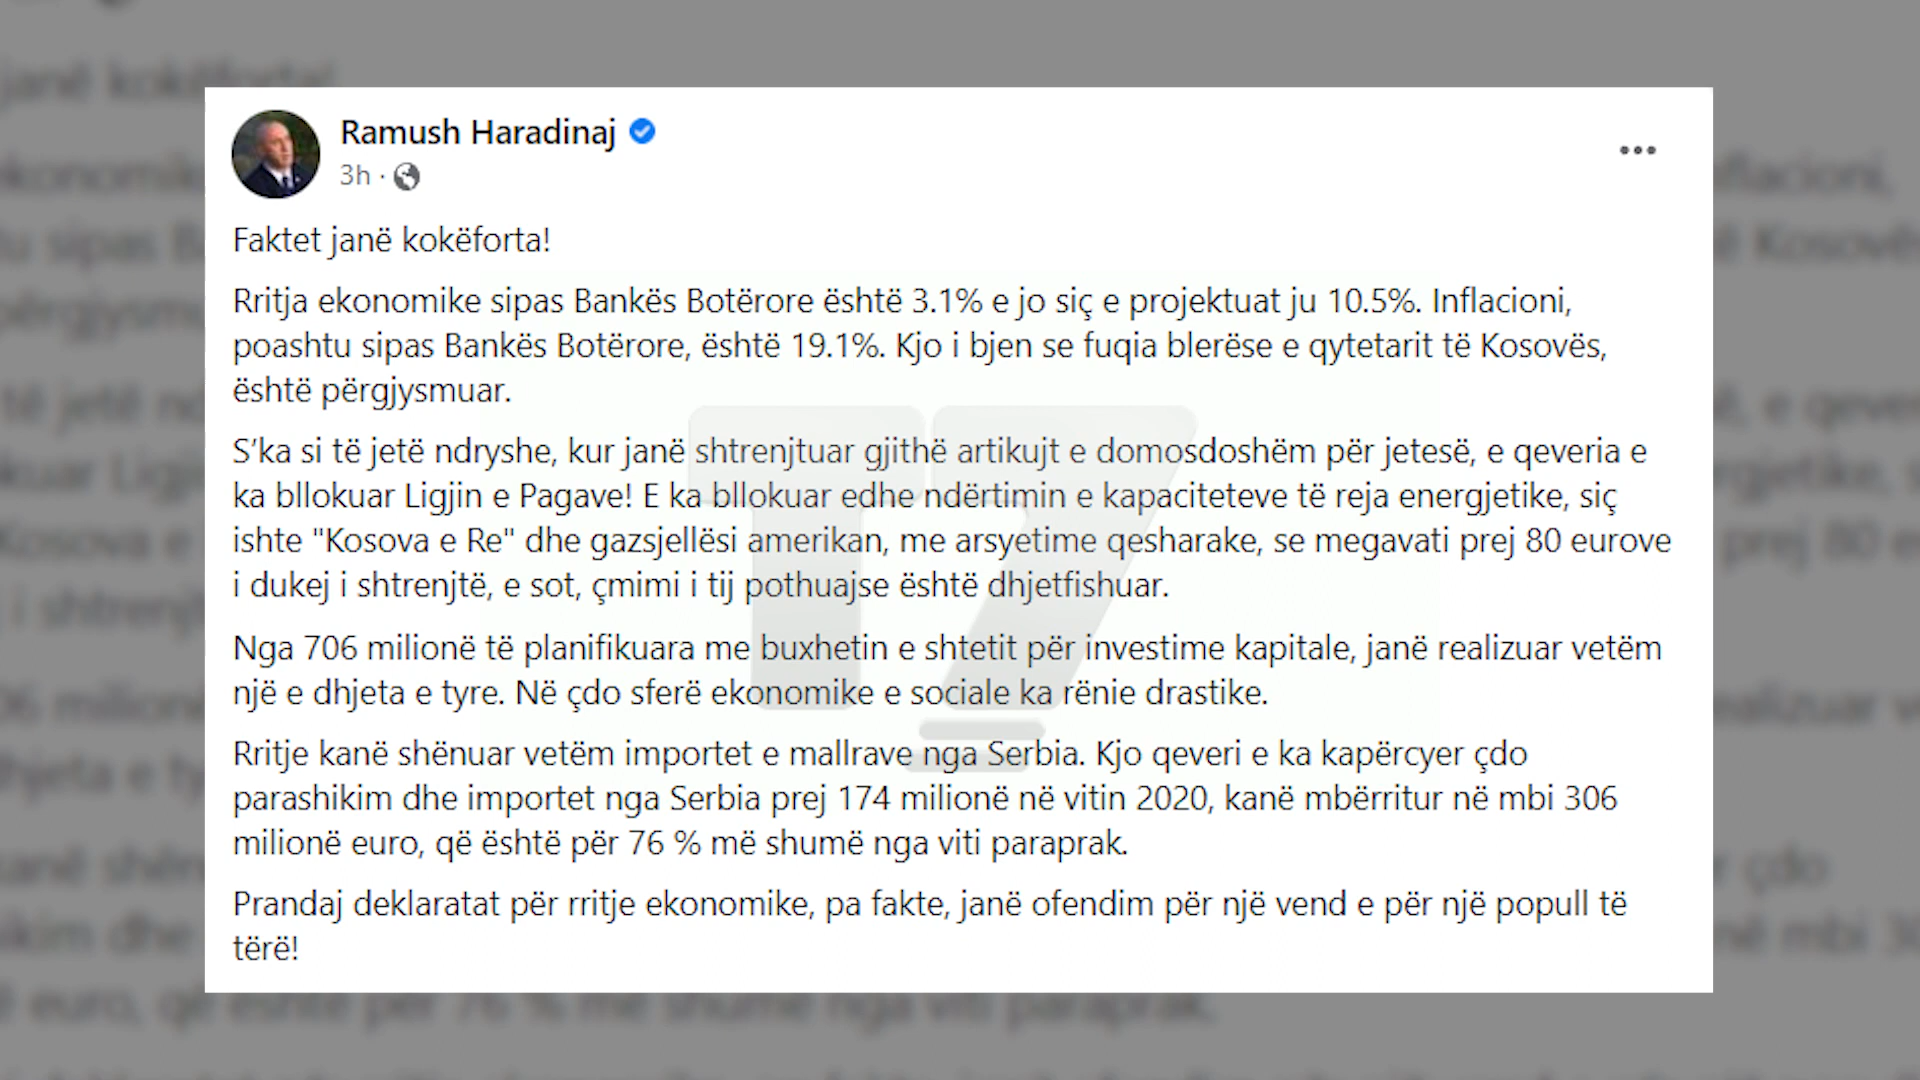 Ramush Haradinaj
3h ·
Faktet janë kokëforta!
Rritja ekonomike sipas Bankës Botërore është 3.1% e jo siç e projektuat ju 10.5%. Inflacioni,
poashtu sipas Bankës Botërore, është 19.1%. Kjo i bjen se fuqia blerëse e qytetarit të Kosovës,
është përgjysmuar.
S'ka si të jetë ndryshe, kur janë shtrenjtuar gjithë artikujt e domosdoshëm për jetesë, e qeveria e
ka bllokuar Ligjin e Pagave! E ka bllokuar edhe ndërtimin e kapaciteteve të reja energjetike, siç
ishte "Kosova e Re" dhe gazsjellësi amerikan, me arsyetime qesharake, se megavati prej 80 eurove
i dukej i shtrenjtë, e sot, çmimi i tij pothuajse është dhjetfishuar.
Nga 706 milionë të planifikuara me buxhetin e shtetit për investime kapitale, janë realizuar vetëm
një e dhjeta e tyre. Në çdo sferë ekonomike e sociale ka rënie drastike.
Rritje kanë shënuar vetëm importet e mallrave nga Serbia. Kjo qeveri e ka kapërcyer çdo
parashikim dhe importet nga Serbia prej 174 milionë në vitin 2020, kanë mbërritur në mbi 306
milionë euro, që është për 76 % më shumë nga viti paraprak.
Prandaj deklaratat për rritje ekonomike, pa fakte, janë ofendim për një vend e për një popull të
tërë!